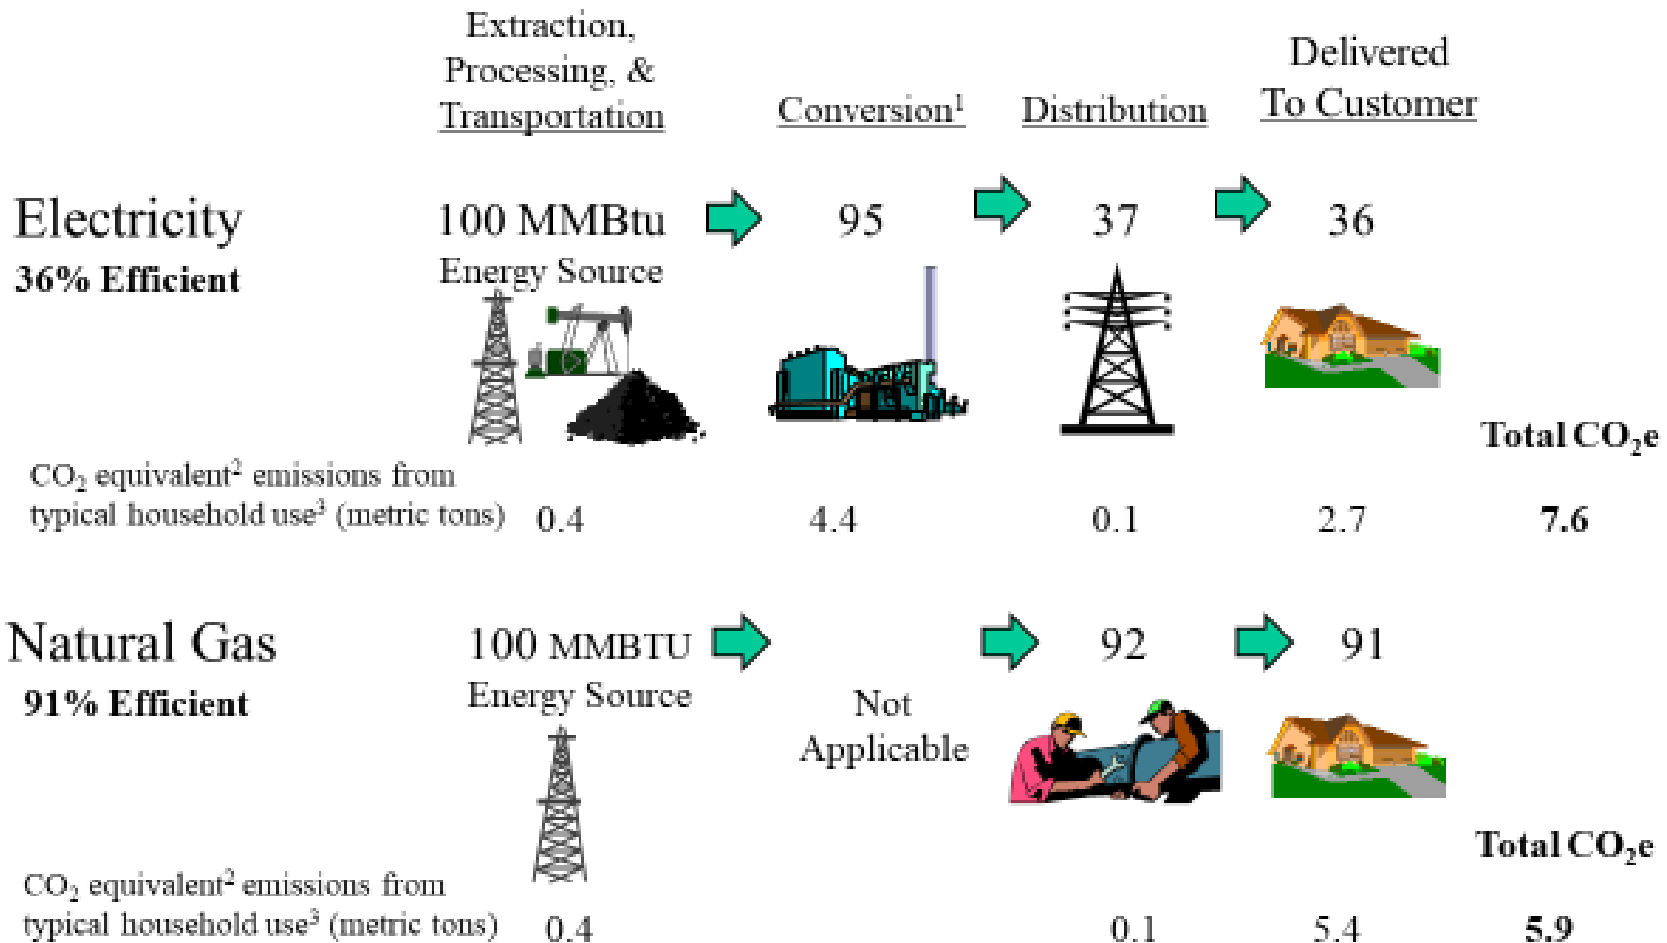 Extraction,
Processing, &
Transportation
Conversion¹
Distribution
Delivered
To Customer
Electricity
36% Efficient
100 MMBtu
Energy Source
95
37
36
Total CO₂e
CO₂ equivalent² emissions from
typical household use³ (metric tons)
0.4
4.4
0.1
2.7
7.6
Natural Gas
91% Efficient
100 MMBTU
Energy Source
Not
Applicable
92
91
Total CO₂e
CO₂ equivalent² emissions from
typical household use³ (metric tons)
0.4
0.1
5.4
5.9